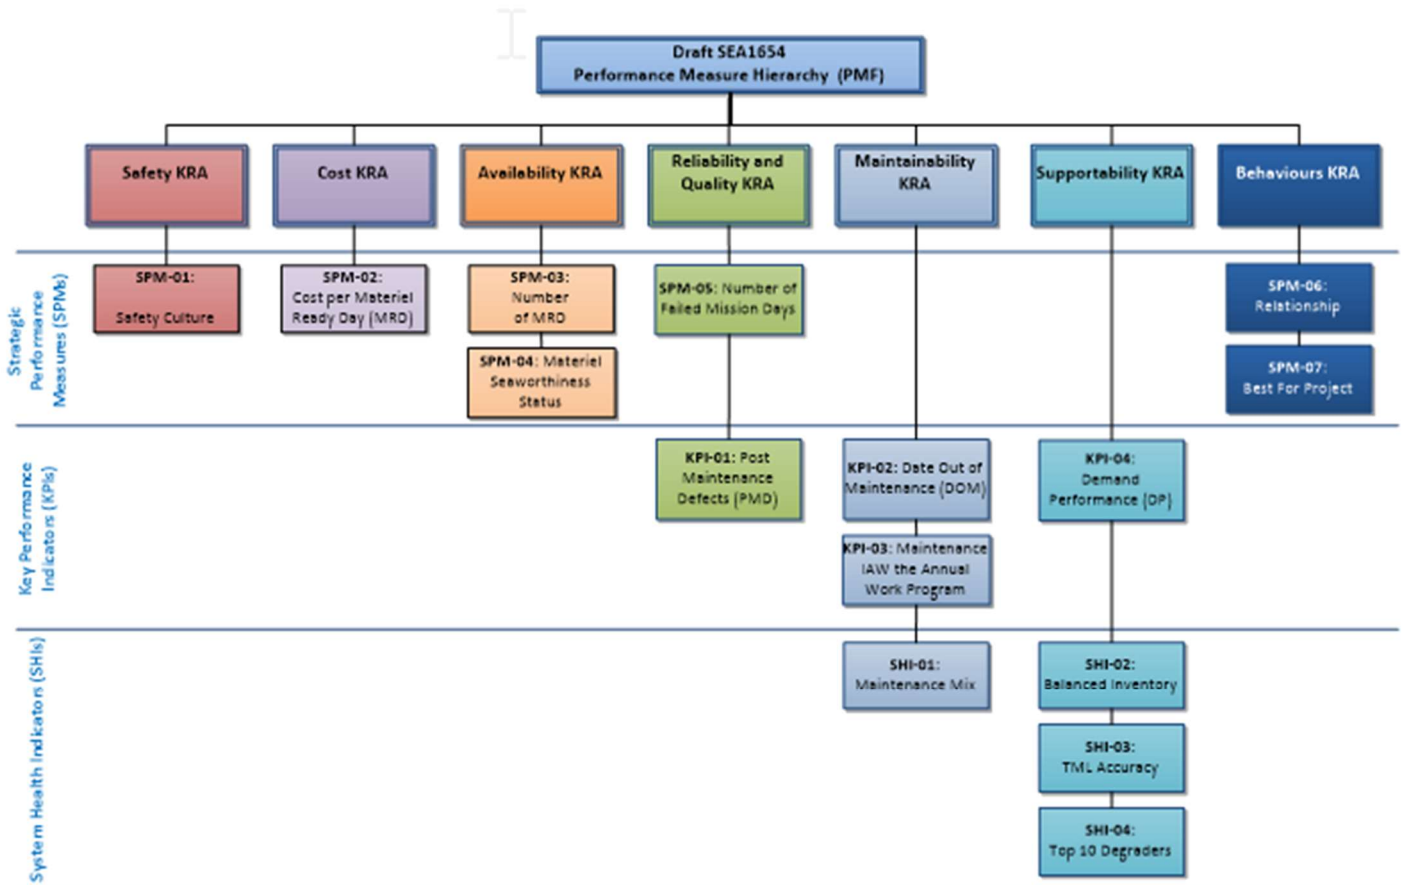 Draft SEA1654
Performance Measure Hierarchy (PMF)
Safety KRA
Cost KRA
Availability KRA
Reliability and
Quality KRA
Maintainability
KRA
Supportability KRA
Behaviours KRA
Strategic
Performance
Measures (SPMs)
SPM-01:
Safety Culture
SPM-02:
Cost per Materiel
Ready Day (MRD)
SPM-03:
Number
of MRD
SPM-04: Materiel
Seaworthiness
Status
SPM-05: Number of
Failed Mission Days
SPM-06:
Relationship
SPM-07:
Best For Project
Key Performance
Indicators (KPIs)
KPI-01: Post
Maintenance
Defects (PMD)
KPI-02: Date Out of
Maintenance (DOM)
KPI-03: Maintenance
IAW the Annual
Work Program
KPI-04:
Demand
Performance (DP)
System Health Indicators (SHIs)
SHI-01:
Maintenance Mix
SHI-02:
Balanced Inventory
SHI-03:
TML Accuracy
SHI-04:
Top 10 Degraders